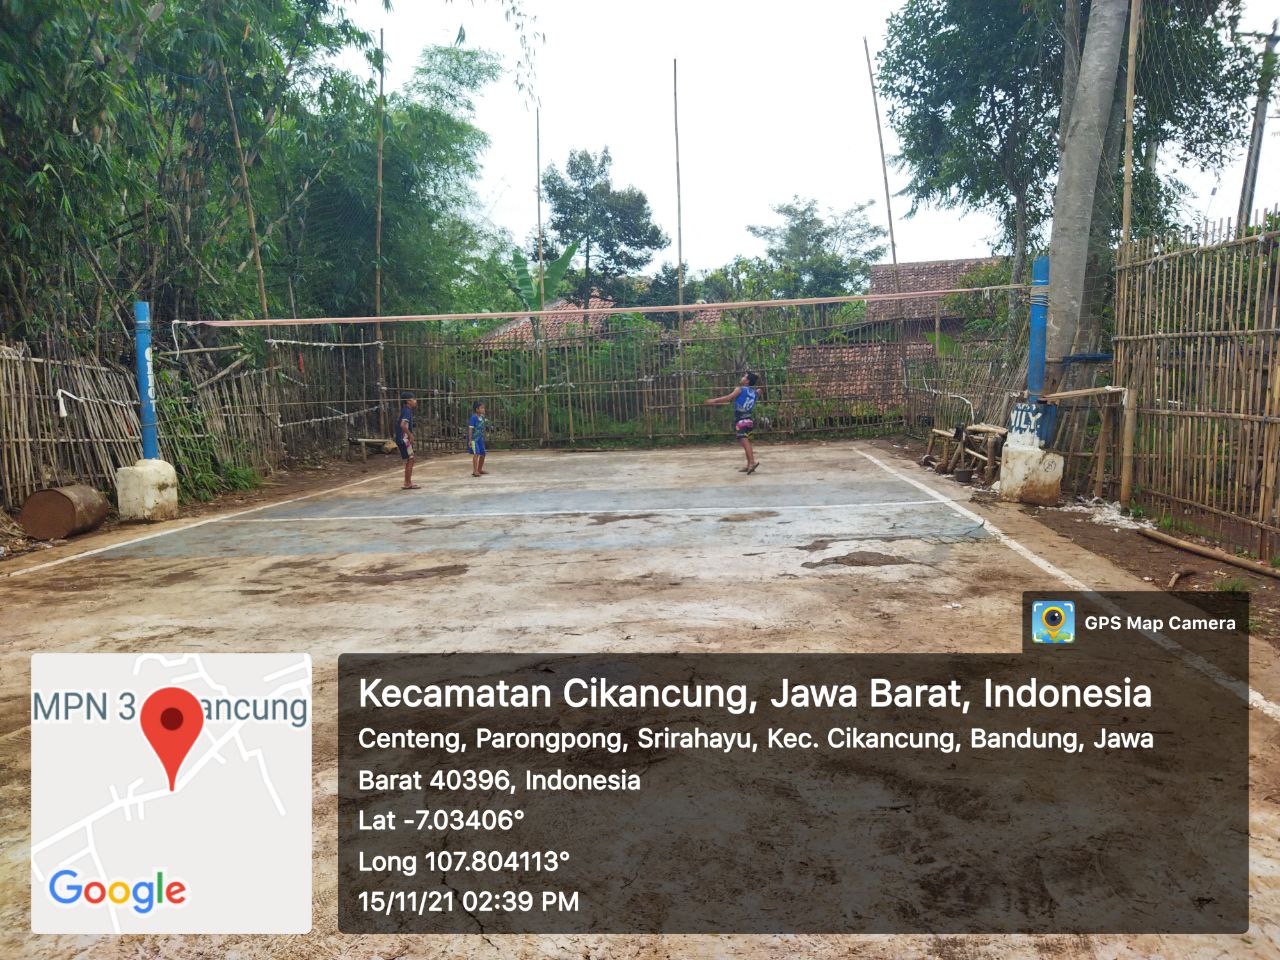 GPS Map Camera
MPN 3
ancung
Google
Kecamatan Cikancung, Jawa Barat, Indonesia
Centeng, Parongpong, Srirahayu, Kec. Cikancung, Bandung, Jawa
Barat 40396, Indonesia
Lat -7.03406°
Long 107.804113°
15/11/21 02:39 PM